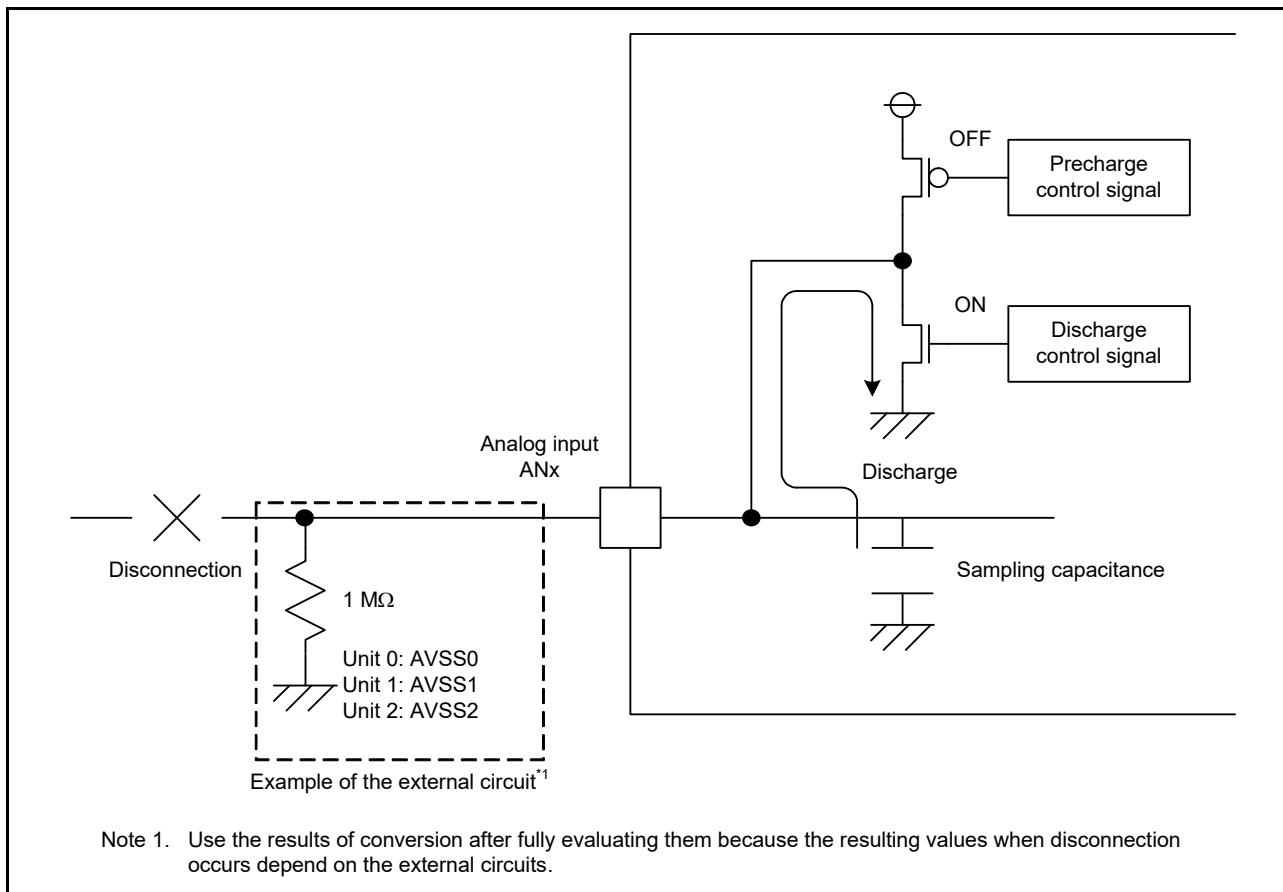 OFF
Precharge
control signal
ON
Discharge
control signal
Analog input
ANx
Discharge
Disconnection
Sampling capacitance
1 MΩ
Unit 0: AVSS0
Unit 1: AVSS1
Unit 2: AVSS2
Example of the external circuit*1
Note 1. Use the results of conversion after fully evaluating them because the resulting values when disconnection
occurs depend on the external circuits.